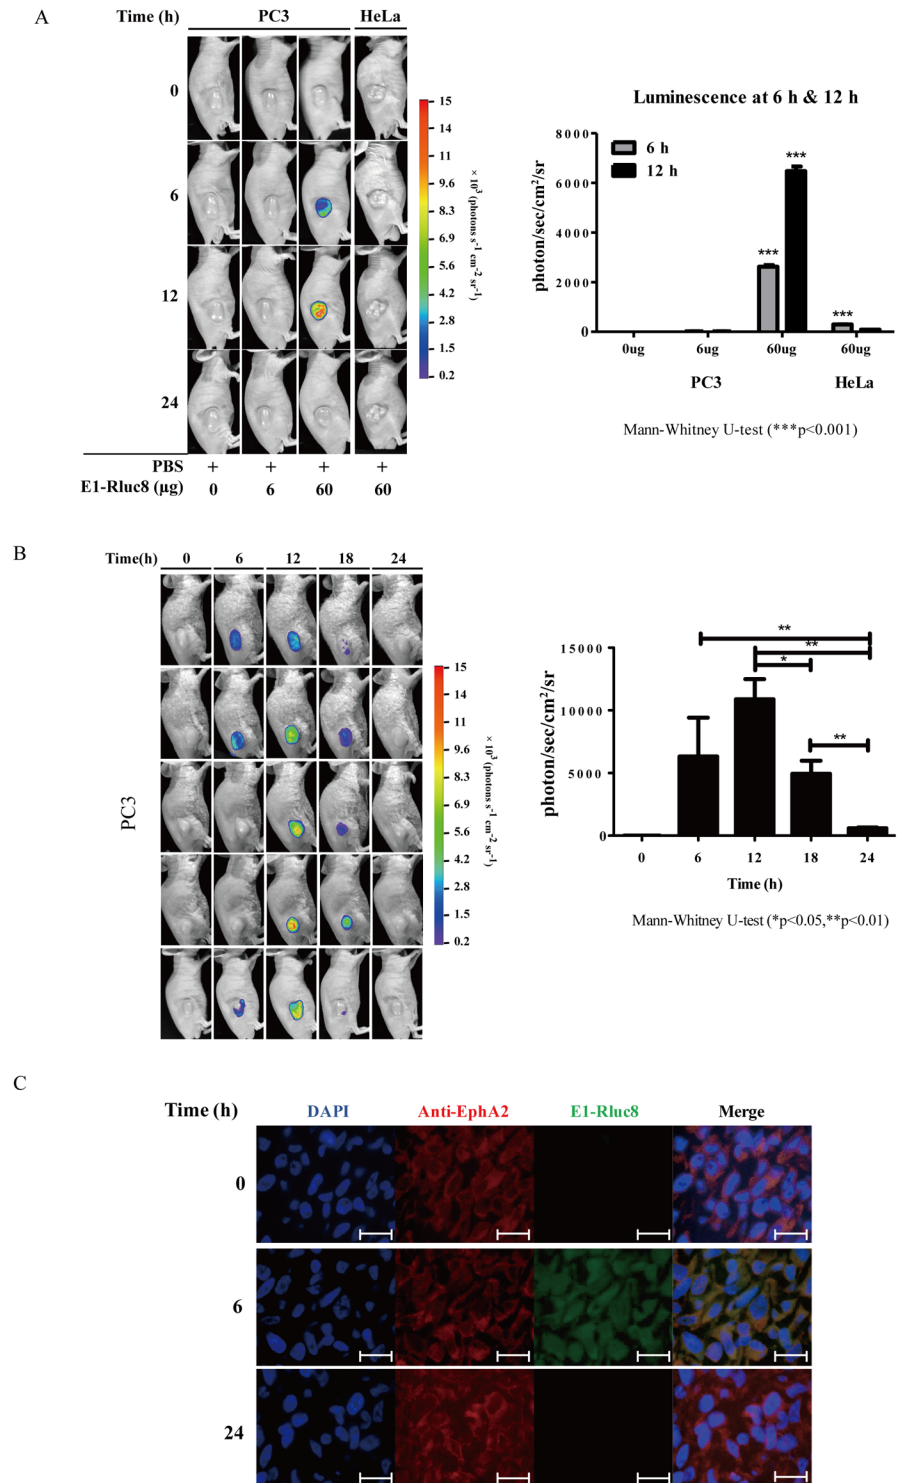 A
Time (h) PC3 HeLa
0
6
12
24
15
14
11
9.6
8.3
6.9
5.6
4.2
2.8
1.5
0.2
× 10³ (photons s⁻¹ cm⁻² sr⁻¹)
PBS + + + +
E1-Rluc8 (µg) 0 6 60 60
Luminescence at 6 h & 12 h
photon/sec/cm²/sr
8000
6000
4000
2000
0
6 h
12 h
***
***
***
0ug 6ug 60ug 60ug
PC3 HeLa
Mann-Whitney U-test (***p<0.001)
B
Time(h) 0 6 12 18 24
PC3
15
14
11
9.6
8.3
6.9
5.6
4.2
2.8
1.5
0.2
× 10³ (photons s⁻¹ cm⁻² sr⁻¹)
photon/sec/cm²/sr
15000
10000
5000
0
**
**
*
**
0 6 12 18 24
Time (h)
Mann-Whitney U-test (*p<0.05,**p<0.01)
C
Time (h) DAPI Anti-EphA2 E1-Rluc8 Merge
0
6
24